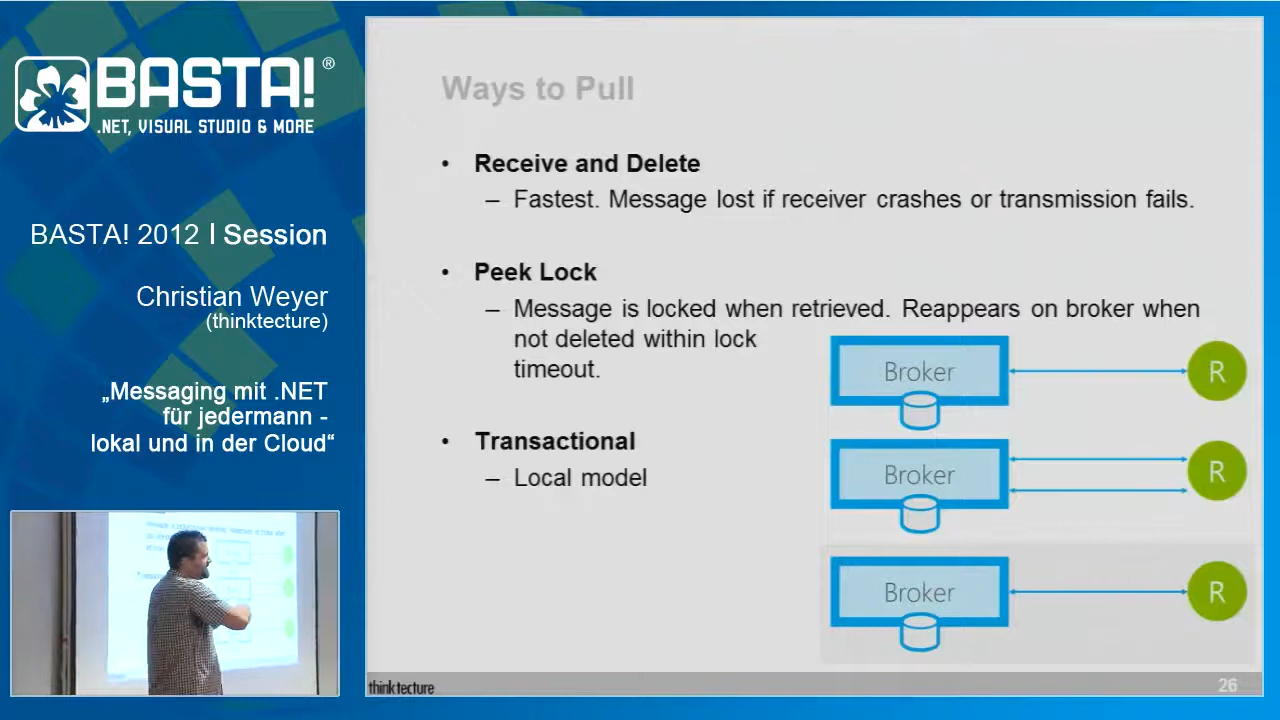 BASTA!®
.NET, VISUAL STUDIO & MORE
BASTA! 2012 | Session
Christian Weyer
(thinktecture)
„Messaging mit .NET
für jedermann -
lokal und in der Cloud“
Ways to Pull
• Receive and Delete
– Fastest. Message lost if receiver crashes or transmission fails.
• Peek Lock
– Message is locked when retrieved. Reappears on broker when
not deleted within lock
timeout.
• Transactional
– Local model
Broker
R
Broker
R
Broker
R
thinktecture
26